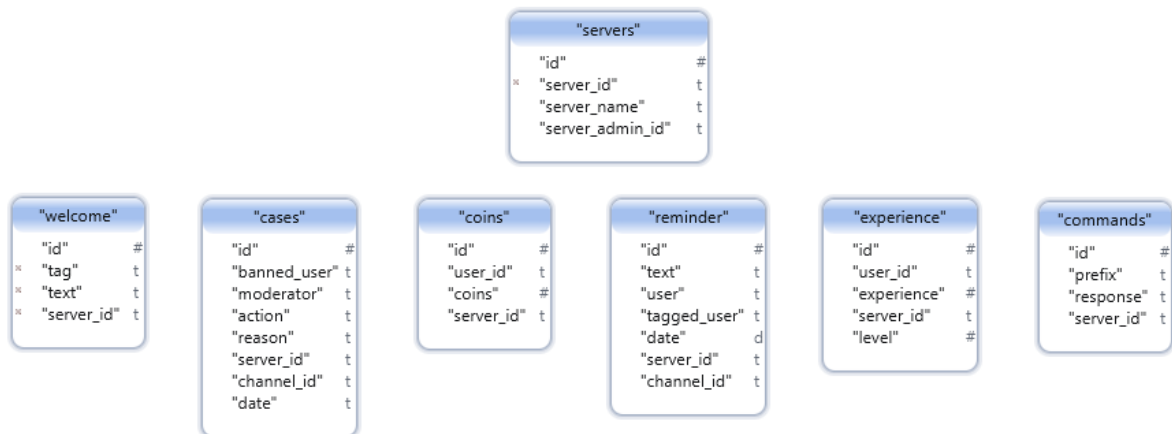 "servers"
"id" #
"server_id" t
"server_name" t
"server_admin_id" t
"welcome"
"id" #
"tag" t
"text" t
"server_id" t
"cases"
"id" #
"banned_user" t
"moderator" t
"action" t
"reason" t
"server_id" t
"channel_id" t
"date" t
"coins"
"id" #
"user_id" t
"coins" #
"server_id" t
"reminder"
"id" #
"text" t
"user" t
"tagged_user" t
"date" d
"server_id" t
"channel_id" t
"experience"
"id" #
"user_id" t
"experience" #
"server_id" t
"level" #
"commands"
"id" #
"prefix" t
"response" t
"server_id" t